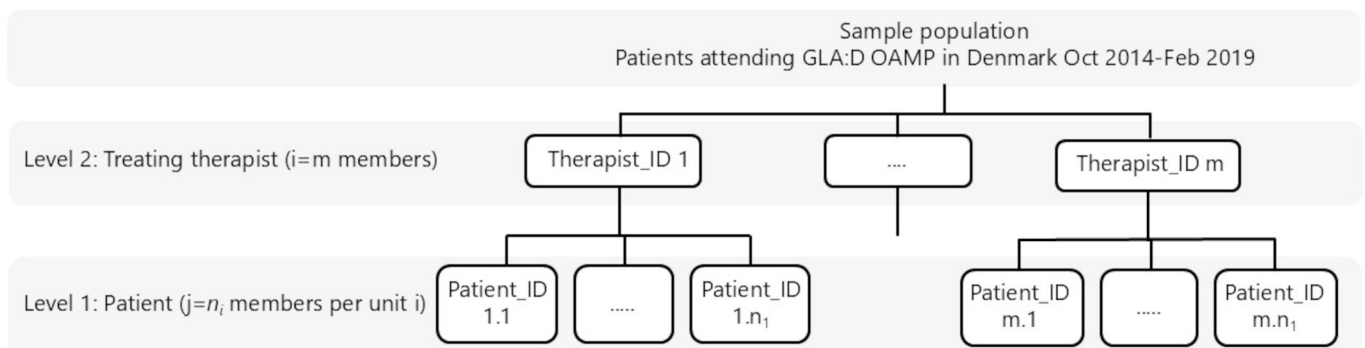 Sample population
Patients attending GLA:D OAMP in Denmark Oct 2014-Feb 2019
Level 2: Treating therapist (i=m members)
Therapist_ID 1
....
Therapist_ID m
Level 1: Patient (j=nᵢ members per unit i)
Patient_ID
1.1
.....
Patient_ID
1.n₁
Patient_ID
m.1
.....
Patient_ID
m.n₁